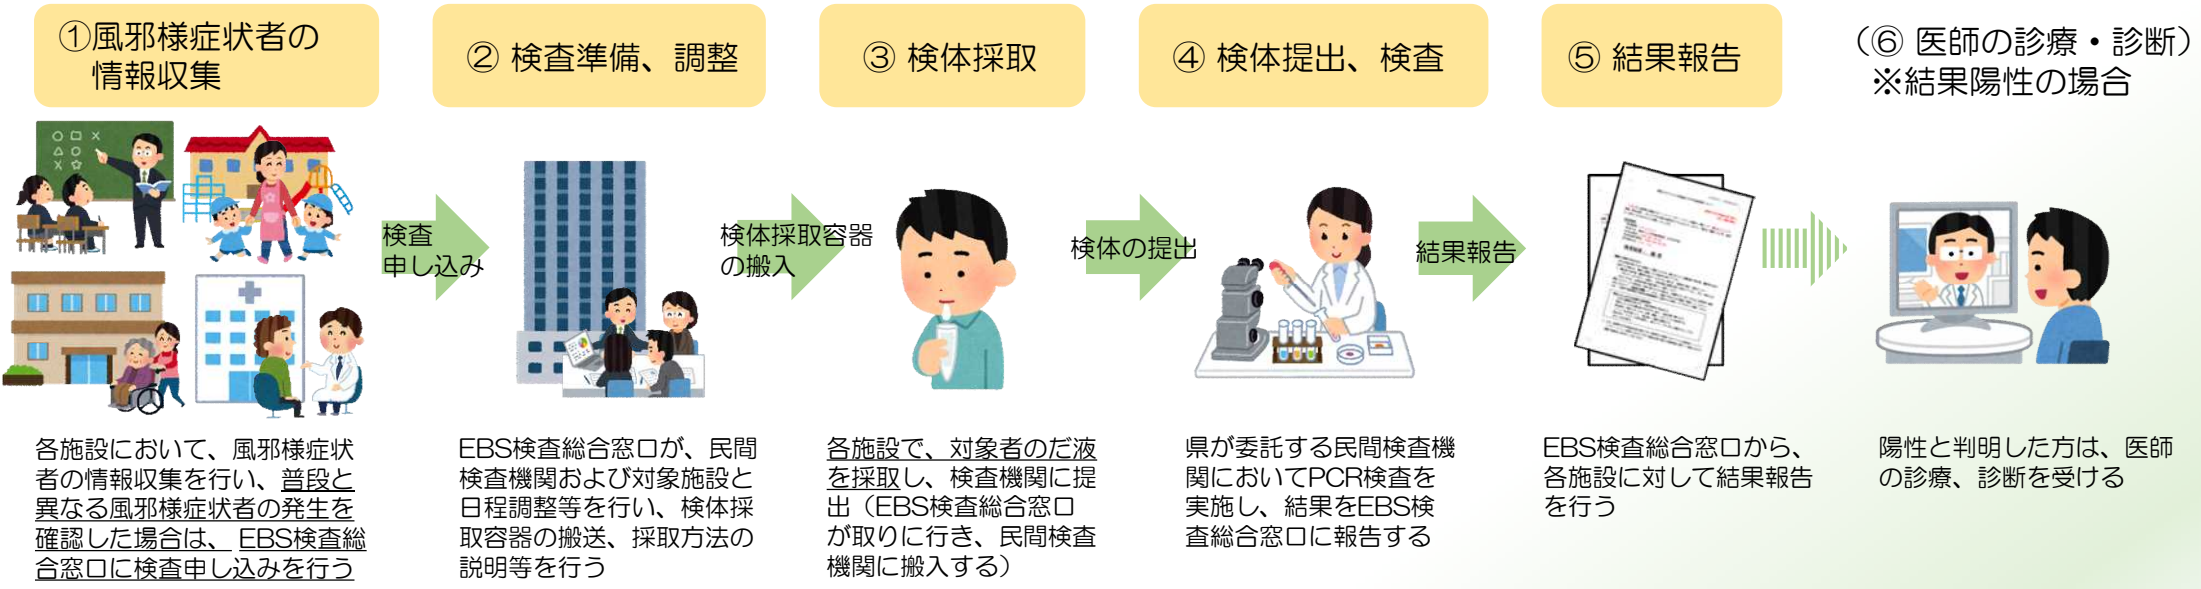 ①風邪様症状者の
情報収集
② 検査準備、調整
③ 検体採取
④ 検体提出、検査
⑤ 結果報告
（⑥ 医師の診療・診断）
※結果陽性の場合
検査
申し込み
検体採取容器
の搬入
検体の提出
結果報告
各施設において、風邪様症状
者の情報収集を行い、普段と
異なる風邪様症状者の発生を
確認した場合は、EBS検査総
合窓口に検査申し込みを行う
EBS検査総合窓口が、民間
検査機関および対象施設と
日程調整等を行い、検体採
取容器の搬送、採取方法の
説明等を行う
各施設で、対象者のだ液
を採取し、検査機関に提
出（EBS検査総合窓口
が取りに行き、民間検査
機関に搬入する）
県が委託する民間検査機
関においてPCR検査を
実施し、結果をEBS検
査総合窓口に報告する
EBS検査総合窓口から、
各施設に対して結果報告
を行う
陽性と判明した方は、医師
の診療、診断を受ける